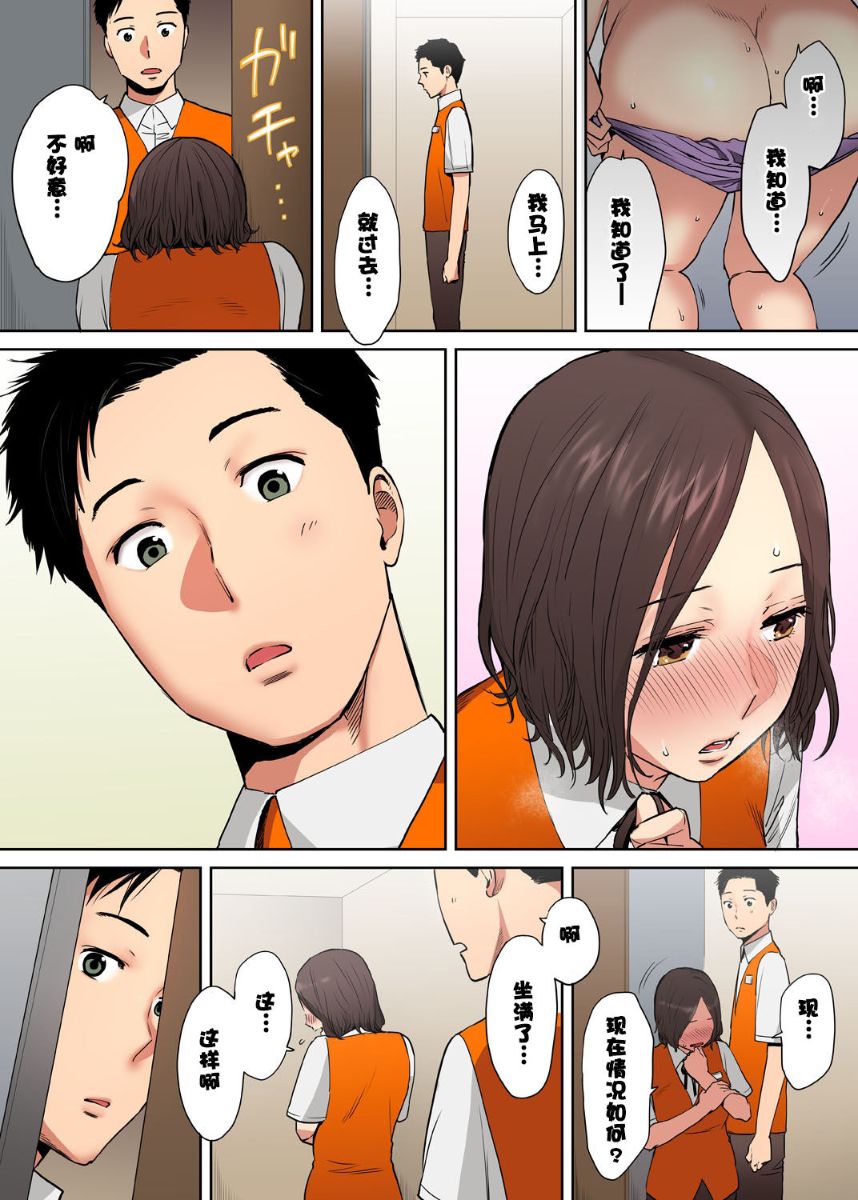 啊…
我知道…
我知道了ー
我马上…
就过去…
ガチャ…
啊
不好意…
现…
现在情况如何？
啊
坐满了…
这…
这样啊